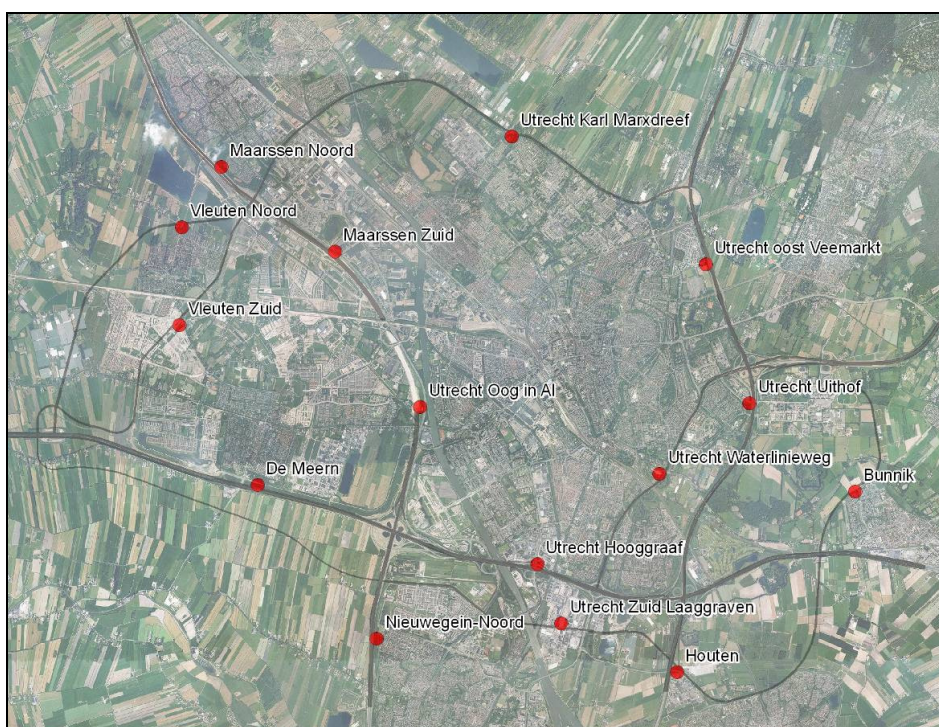 Utrecht Karl Marxdreef
Maarssen Noord
Vleuten Noord
Maarssen Zuid
Utrecht oost Veemarkt
Vleuten Zuid
Utrecht Oog in Al
Utrecht Uithof
De Meern
Utrecht Waterlinieweg
Bunnik
Utrecht Hooggraaf
Utrecht Zuid Laaggraven
Nieuwegein-Noord
Houten